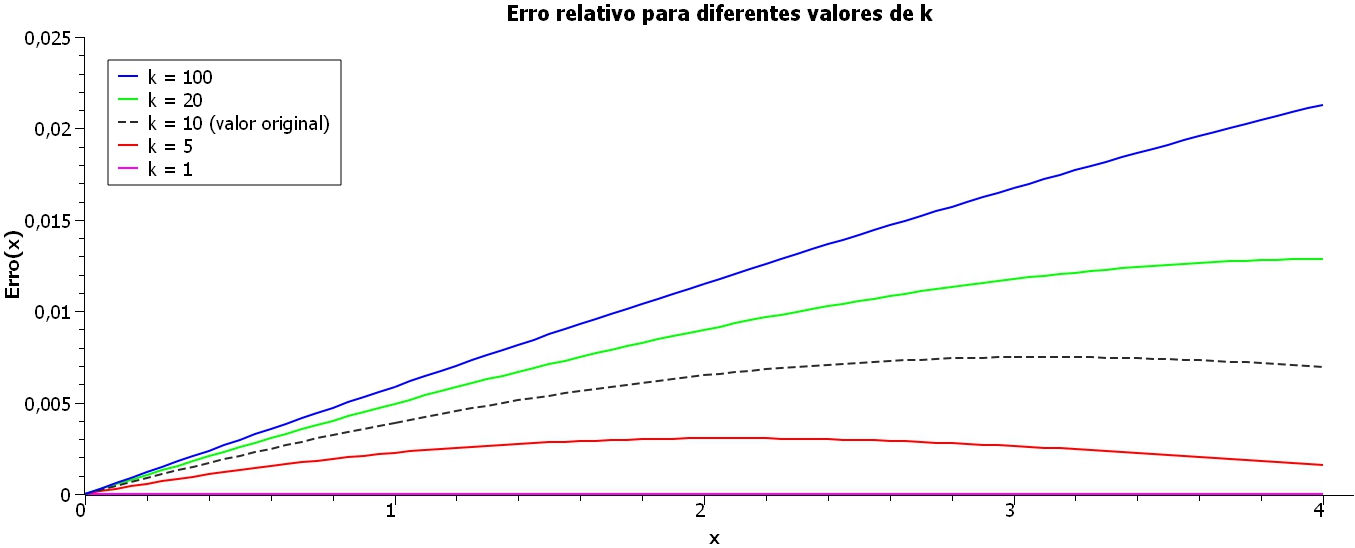 Erro relativo para diferentes valores de k
0,025
0,02
0,015
0,01
0,005
0
k = 100
k = 20
k = 10 (valor original)
k = 5
k = 1
Erro(x)
0 1 2 3 4
x